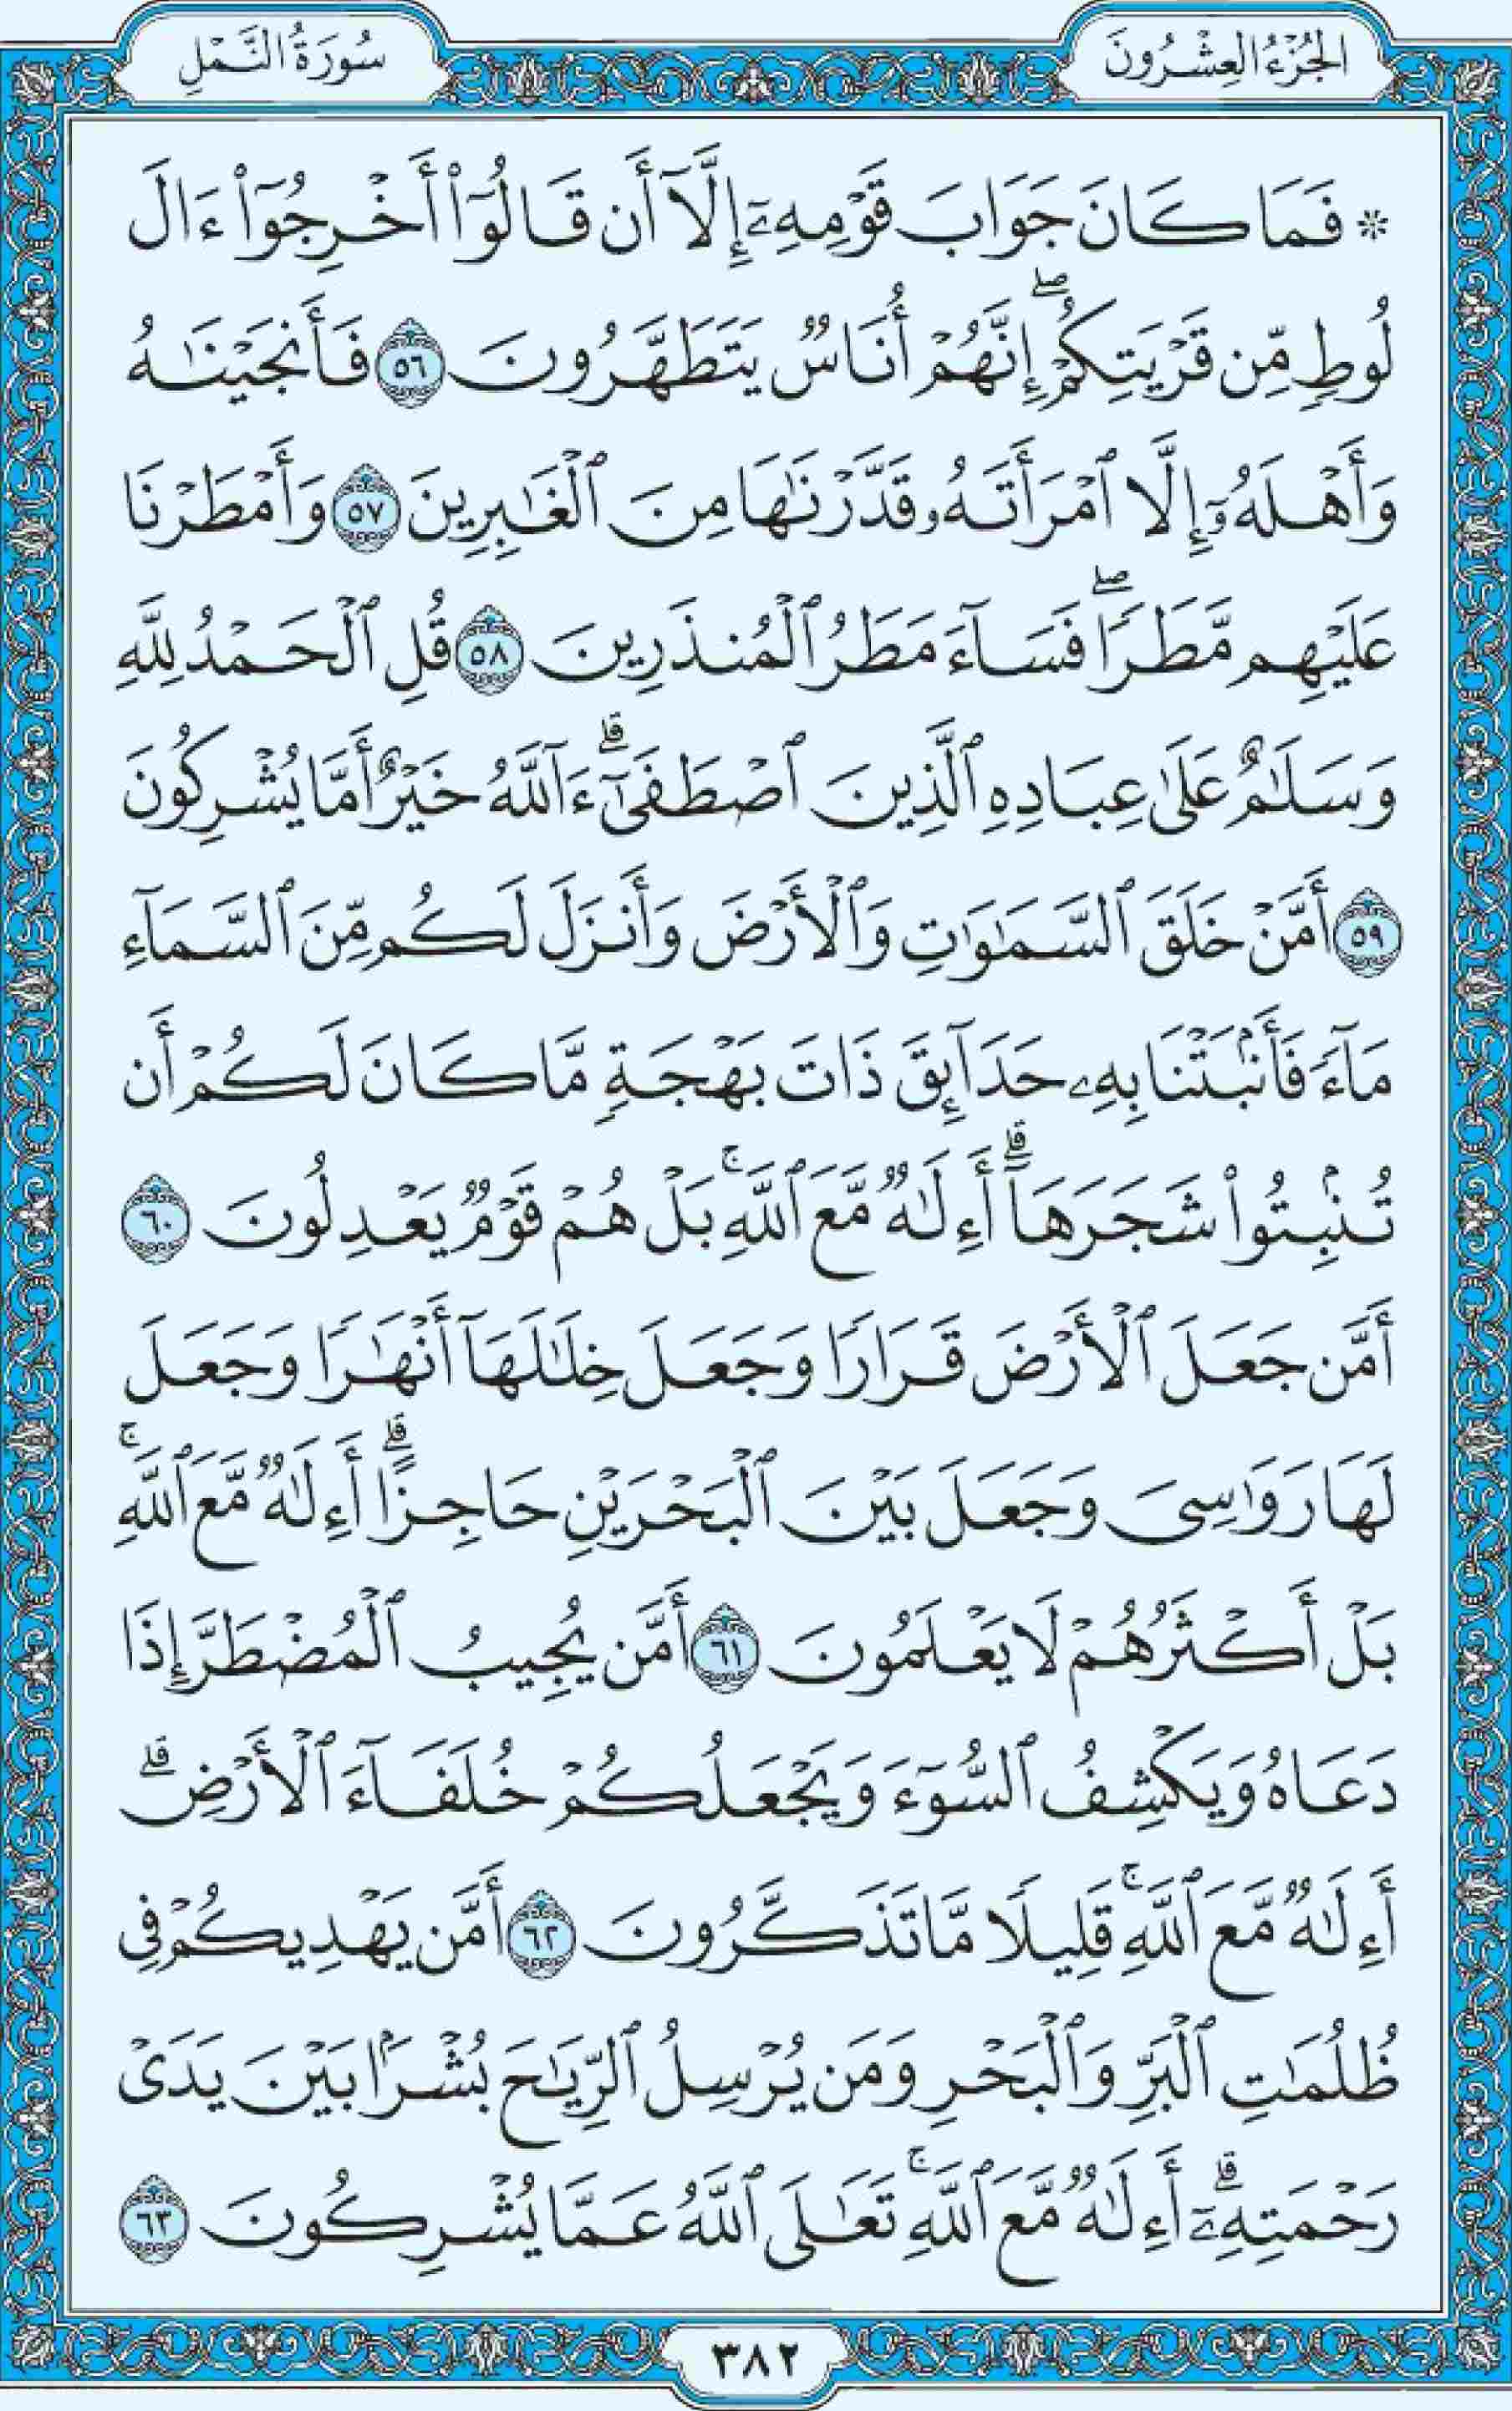 الجُزْءُ العِشْرُونَ
سُورَةُ النَّمْلِ
۞ فَمَا كَانَ جَوَابَ قَوْمِهِۦٓ إِلَّآ أَن قَالُوٓا۟ أَخْرِجُوٓا۟ ءَالَ
لُوطٍۢ مِّن قَرْيَتِكُمْ ۖ إِنَّهُمْ أُنَاسٌۭ يَتَطَهَّرُونَ ٥٦ فَأَنجَيْنَٰهُ
وَأَهْلَهُۥٓ إِلَّا ٱمْرَأَتَهُۥ قَدَّرْنَٰهَا مِنَ ٱلْغَٰبِرِينَ ٥٧ وَأَمْطَرْنَا
عَلَيْهِم مَّطَرًۭا ۖ فَسَآءَ مَطَرُ ٱلْمُنذَرِينَ ٥٨ قُلِ ٱلْحَمْدُ لِلَّهِ
وَسَلَٰمٌ عَلَىٰ عِبَادِهِ ٱلَّذِينَ ٱصْطَفَىٰٓ ۗ ءَآللَّهُ خَيْرٌ أَمَّا يُشْرِكُونَ
٥٩ أَمَّنْ خَلَقَ ٱلسَّمَٰوَٰتِ وَٱلْأَرْضَ وَأَنزَلَ لَكُم مِّنَ ٱلسَّمَآءِ
مَآءًۭ فَأَنۢبَتْنَا بِهِۦ حَدَآئِقَ ذَاتَ بَهْجَةٍۢ مَّا كَانَ لَكُمْ أَن
تُنۢبِتُوا۟ شَجَرَهَآ ۗ أَءِلَٰهٌۭ مَّعَ ٱللَّهِ ۚ بَلْ هُمْ قَوْمٌۭ يَعْدِلُونَ ٦٠
أَمَّن جَعَلَ ٱلْأَرْضَ قَرَارًۭا وَجَعَلَ خِلَٰلَهَآ أَنْهَٰرًۭا وَجَعَلَ
لَهَا رَوَٰسِىَ وَجَعَلَ بَيْنَ ٱلْبَحْرَيْنِ حَاجِزًا ۗ أَءِلَٰهٌۭ مَّعَ ٱللَّهِ ۚ
بَلْ أَكْثَرُهُمْ لَا يَعْلَمُونَ ٦١ أَمَّن يُجِيبُ ٱلْمُضْطَرَّ إِذَا
دَعَاهُ وَيَكْشِفُ ٱلسُّوٓءَ وَيَجْعَلُكُمْ خُلَفَآءَ ٱلْأَرْضِ ۗ
أَءِلَٰهٌۭ مَّعَ ٱللَّهِ ۚ قَلِيلًۭا مَّا تَذَكَّرُونَ ٦٢ أَمَّن يَهْدِيكُمْ فِى
ظُلُمَٰتِ ٱلْبَرِّ وَٱلْبَحْرِ وَمَن يُرْسِلُ ٱلرِّيَٰحَ بُشْرًۢا بَيْنَ يَدَىْ
رَحْمَتِهِۦٓ ۗ أَءِلَٰهٌۭ مَّعَ ٱللَّهِ ۚ تَعَٰلَى ٱللَّهُ عَمَّا يُشْرِكُونَ ٦٣
٣٨٢